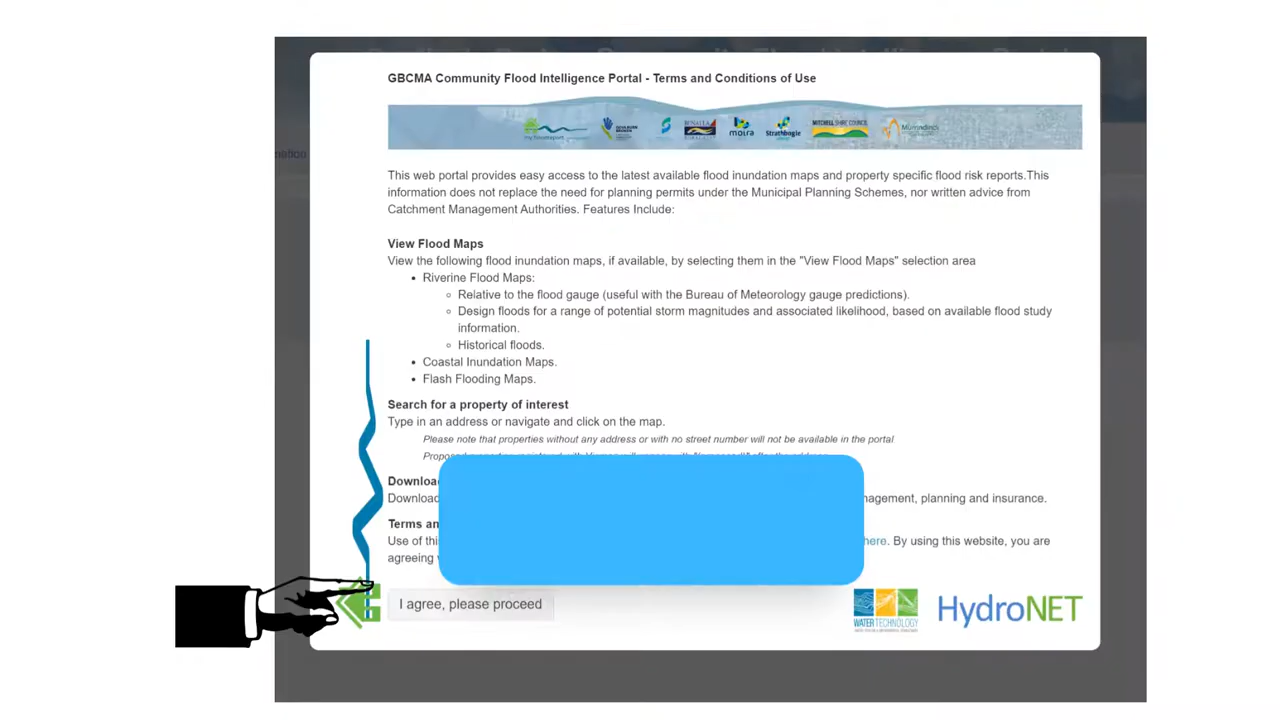 GBCMA Community Flood Intelligence Portal - Terms and Conditions of Use
BENALLA
moira
Strathbogie
MITCHELL SHIRE COUNCIL
Murrindindi
This web portal provides easy access to the latest available flood inundation maps and property specific flood risk reports.This
information does not replace the need for planning permits under the Municipal Planning Schemes, nor written advice from
Catchment Management Authorities. Features Include:
View Flood Maps
View the following flood inundation maps, if available, by selecting them in the "View Flood Maps" selection area
Riverine Flood Maps:
Relative to the flood gauge (useful with the Bureau of Meteorology gauge predictions).
Design floods for a range of potential storm magnitudes and associated likelihood, based on available flood study
information.
Historical floods.
Coastal Inundation Maps.
Flash Flooding Maps.
Search for a property of interest
Type in an address or navigate and click on the map.
Please note that properties without any address or with no street number will not be available in the portal
Downloa
Download agement, planning and insurance.
Terms an
Use of thi here. By using this website, you are
agreeing
I agree, please proceed
WATER TECHNOLOGY
HydroNET